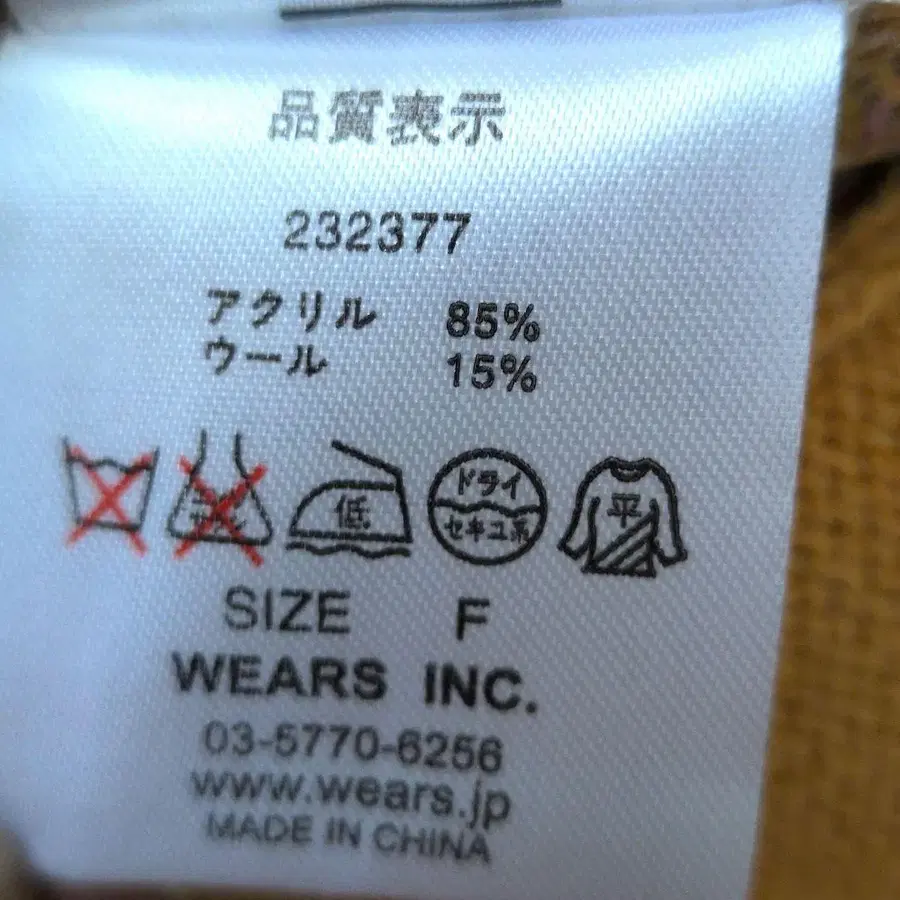 品質表示
232377
アクリル 85%
ウール 15%
低 ドライ セキユ系 平
SIZE F
WEARS INC.
03-5770-6256
www.wears.jp
MADE IN CHINA